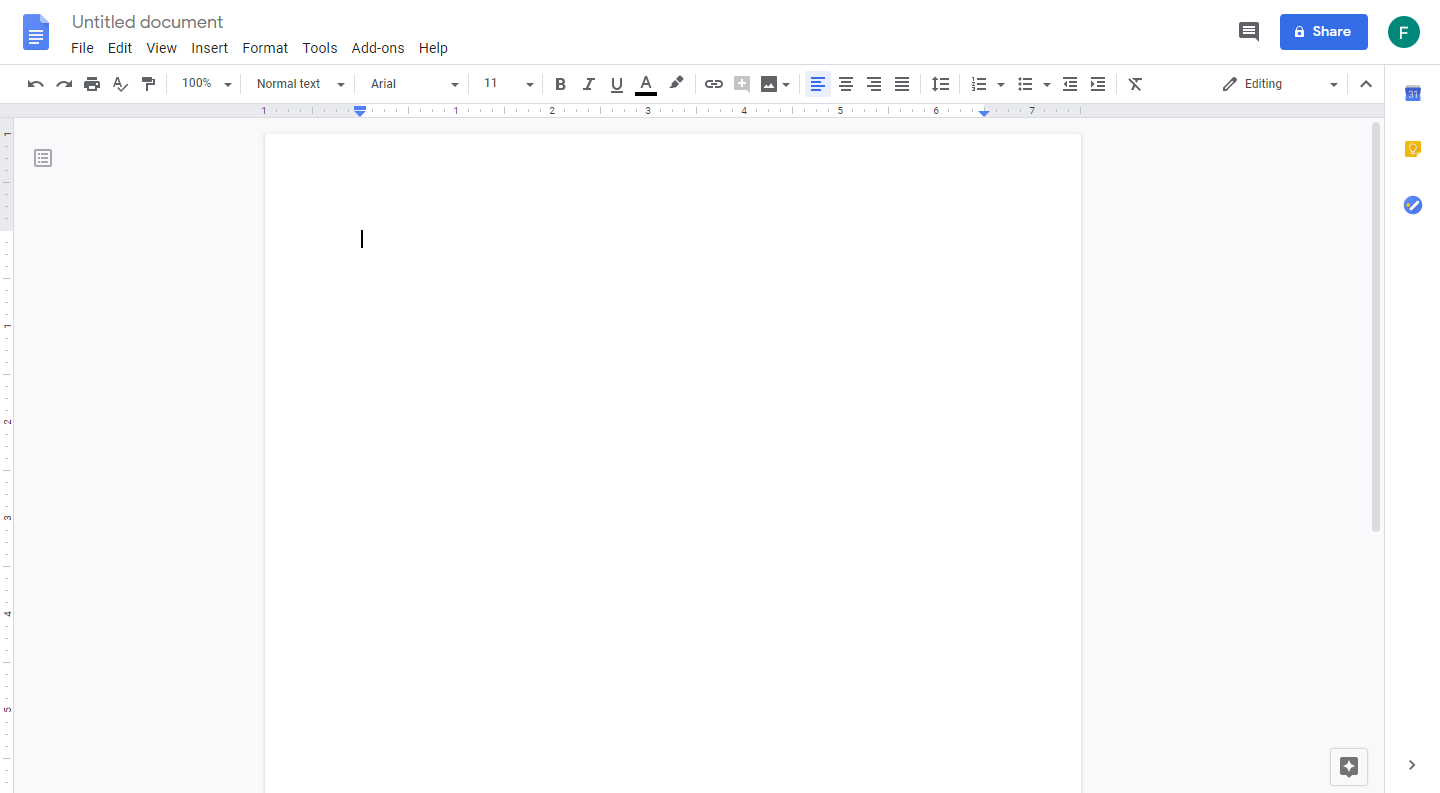 Untitled document
File Edit View Insert Format Tools Add-ons Help
Share
F
100% Normal text Arial 11 B I U A Editing
1 1 2 3 4 5 6 7
31
1
1
2
3
4
5